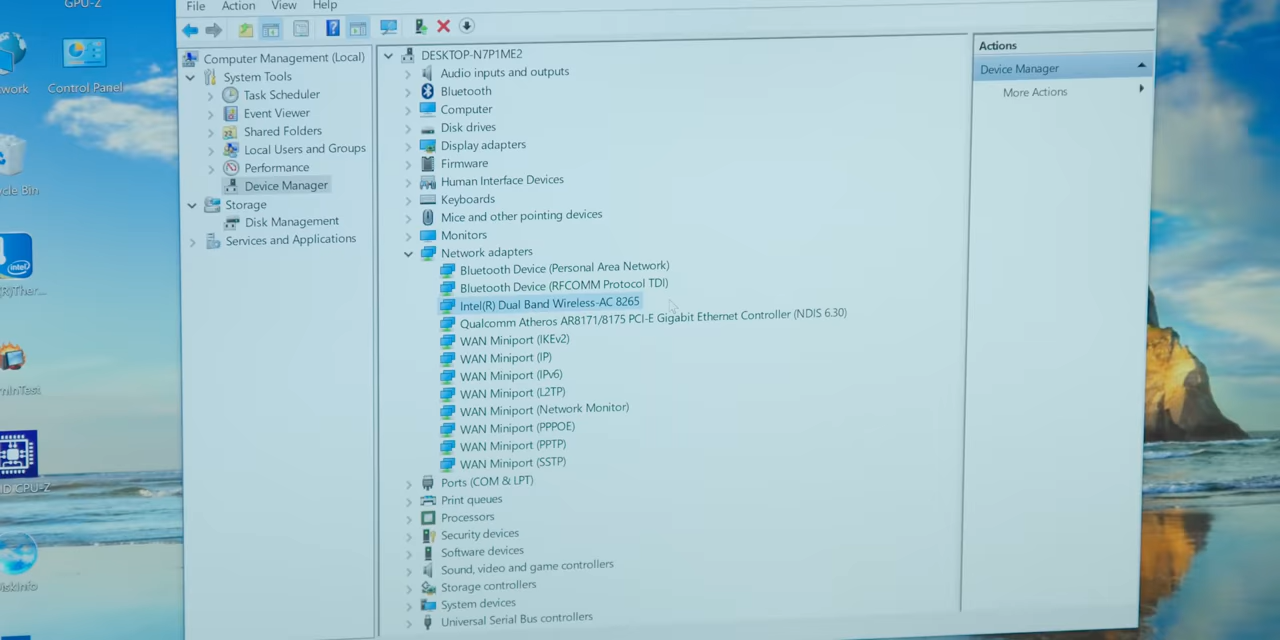 GPU-Z
Control Panel
File Action View Help
Computer Management (Local)
System Tools
Task Scheduler
Event Viewer
Shared Folders
Local Users and Groups
Performance
Device Manager
Storage
Disk Management
Services and Applications
DESKTOP-N7P1ME2
Audio inputs and outputs
Bluetooth
Computer
Disk drives
Display adapters
Firmware
Human Interface Devices
Keyboards
Mice and other pointing devices
Monitors
Network adapters
Bluetooth Device (Personal Area Network)
Bluetooth Device (RFCOMM Protocol TDI)
Intel(R) Dual Band Wireless-AC 8265
Qualcomm Atheros AR8171/8175 PCI-E Gigabit Ethernet Controller (NDIS 6.30)
WAN Miniport (IKEv2)
WAN Miniport (IP)
WAN Miniport (IPv6)
WAN Miniport (L2TP)
WAN Miniport (Network Monitor)
WAN Miniport (PPPOE)
WAN Miniport (PPTP)
WAN Miniport (SSTP)
Ports (COM & LPT)
Print queues
Processors
Security devices
Software devices
Sound, video and game controllers
Storage controllers
System devices
Universal Serial Bus controllers
Actions
Device Manager
More Actions
intel
Bin
GPU-Z